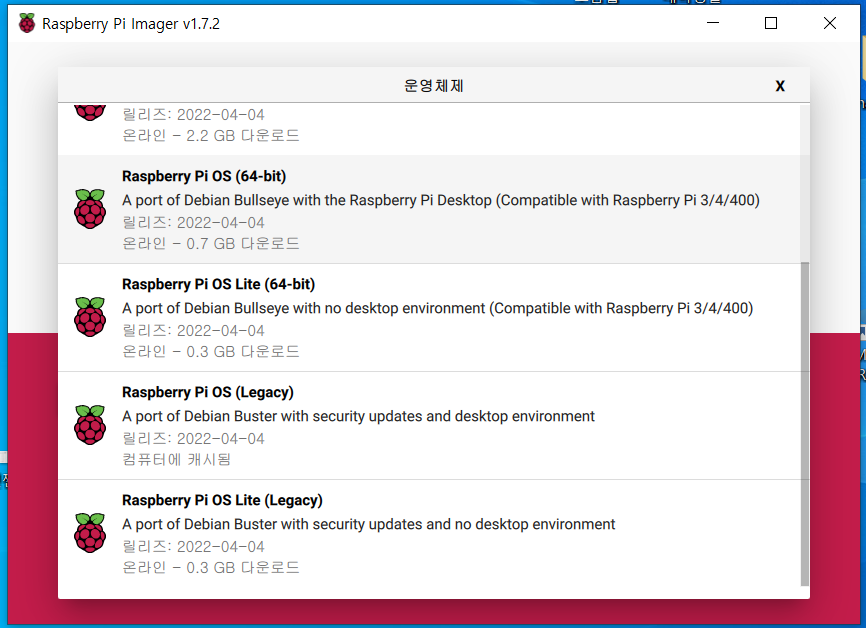 Raspberry Pi Imager v1.7.2
운영체제
X
릴리즈: 2022-04-04
온라인 - 2.2 GB 다운로드
Raspberry Pi OS (64-bit)
A port of Debian Bullseye with the Raspberry Pi Desktop (Compatible with Raspberry Pi 3/4/400)
릴리즈: 2022-04-04
온라인 - 0.7 GB 다운로드
Raspberry Pi OS Lite (64-bit)
A port of Debian Bullseye with no desktop environment (Compatible with Raspberry Pi 3/4/400)
릴리즈: 2022-04-04
온라인 - 0.3 GB 다운로드
Raspberry Pi OS (Legacy)
A port of Debian Buster with security updates and desktop environment
릴리즈: 2022-04-04
컴퓨터에 캐시됨
Raspberry Pi OS Lite (Legacy)
A port of Debian Buster with security updates and no desktop environment
릴리즈: 2022-04-04
온라인 - 0.3 GB 다운로드